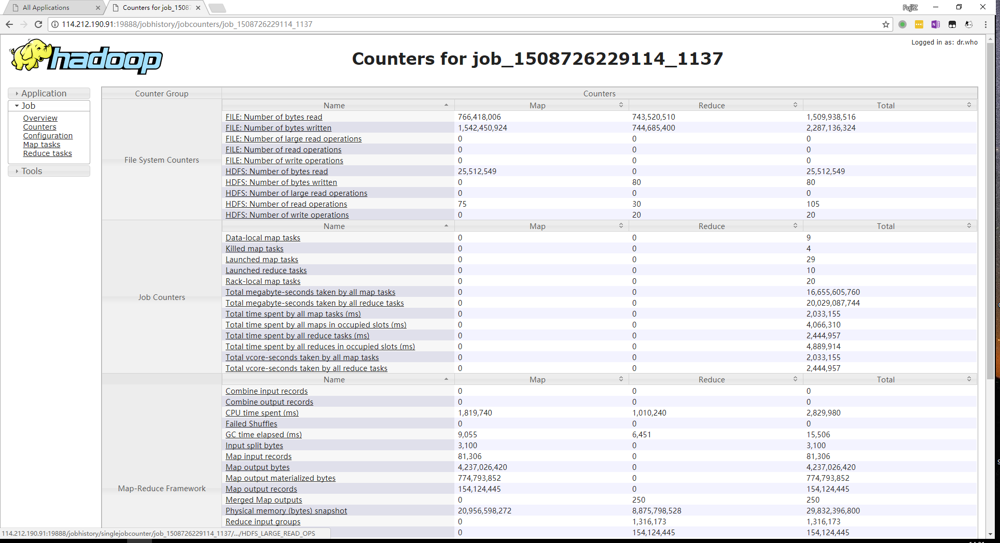 All Applications
Counters for job_1508
FujiZ
114.212.190.91:19888/jobhistory/jobcounters/job_1508726229114_1137
Logged in as: dr.who
hadoop
Counters for job_1508726229114_1137
Application
Job
Overview
Counters
Configuration
Map tasks
Reduce tasks
Tools
Counter Group Counters
File System Counters
Name Map Reduce Total
FILE: Number of bytes read 766,418,006 743,520,510 1,509,938,516
FILE: Number of bytes written 1,542,450,924 744,685,400 2,287,136,324
FILE: Number of large read operations 0 0 0
FILE: Number of read operations 0 0 0
FILE: Number of write operations 0 0 0
HDFS: Number of bytes read 25,512,549 0 25,512,549
HDFS: Number of bytes written 0 80 80
HDFS: Number of large read operations 0 0 0
HDFS: Number of read operations 75 30 105
HDFS: Number of write operations 0 20 20
Job Counters
Name Map Reduce Total
Data-local map tasks 0 0 9
Killed map tasks 0 0 4
Launched map tasks 0 0 29
Launched reduce tasks 0 0 10
Rack-local map tasks 0 0 20
Total megabyte-seconds taken by all map tasks 0 0 16,655,605,760
Total megabyte-seconds taken by all reduce tasks 0 0 20,029,087,744
Total time spent by all map tasks (ms) 0 0 2,033,155
Total time spent by all maps in occupied slots (ms) 0 0 4,066,310
Total time spent by all reduce tasks (ms) 0 0 2,444,957
Total time spent by all reduces in occupied slots (ms) 0 0 4,889,914
Total vcore-seconds taken by all map tasks 0 0 2,033,155
Total vcore-seconds taken by all reduce tasks 0 0 2,444,957
Map-Reduce Framework
Name Map Reduce Total
Combine input records 0 0 0
Combine output records 0 0 0
CPU time spent (ms) 1,819,740 1,010,240 2,829,980
Failed Shuffles 0 0 0
GC time elapsed (ms) 9,055 6,451 15,506
Input split bytes 3,100 0 3,100
Map input records 81,306 0 81,306
Map output bytes 4,237,026,420 0 4,237,026,420
Map output materialized bytes 774,793,852 0 774,793,852
Map output records 154,124,445 0 154,124,445
Merged Map outputs 0 250 250
Physical memory (bytes) snapshot 20,956,598,272 8,875,798,528 29,832,396,800
Reduce input groups 0 1,316,173 1,316,173
0 154,124,445 154,124,445
114.212.190.91:19888/jobhistory/singlejobcounter/job_1508726229114_1137/.../HDFS_LARGE_READ_OPS